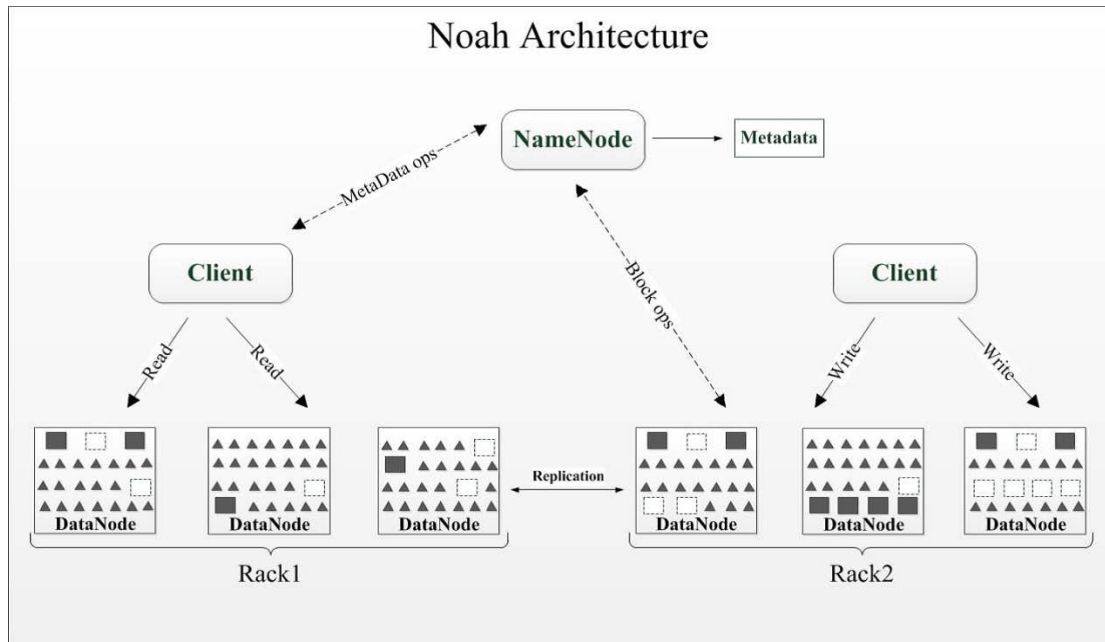 Noah Architecture
NameNode
Metadata
MetaData ops
Client
Block ops
Client
Read
Read
Write
Write
Replication
DataNode
DataNode
DataNode
DataNode
DataNode
DataNode
Rack1
Rack2